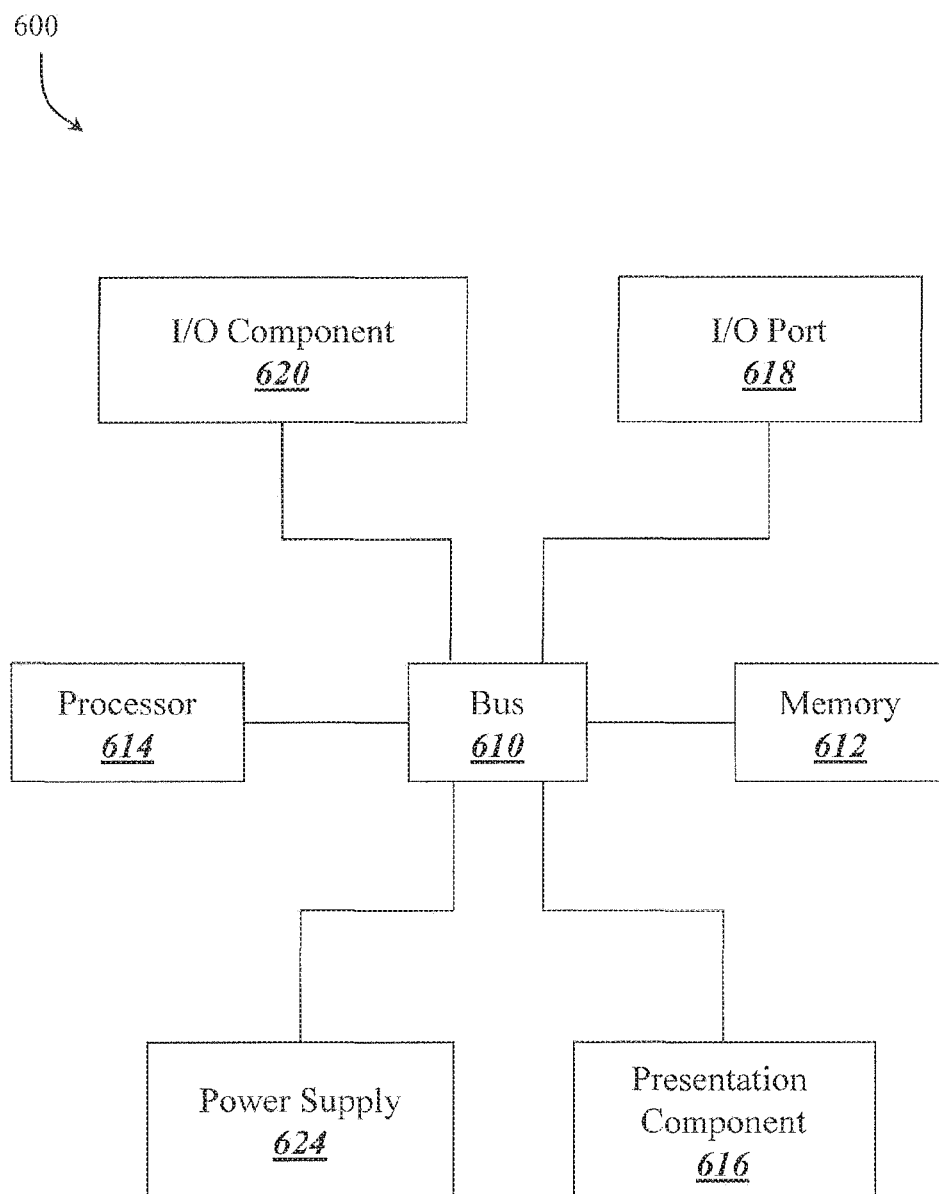 600
I/O Component
620
I/O Port
618
Processor
614
Bus
610
Memory
612
Power Supply
624
Presentation
Component
616